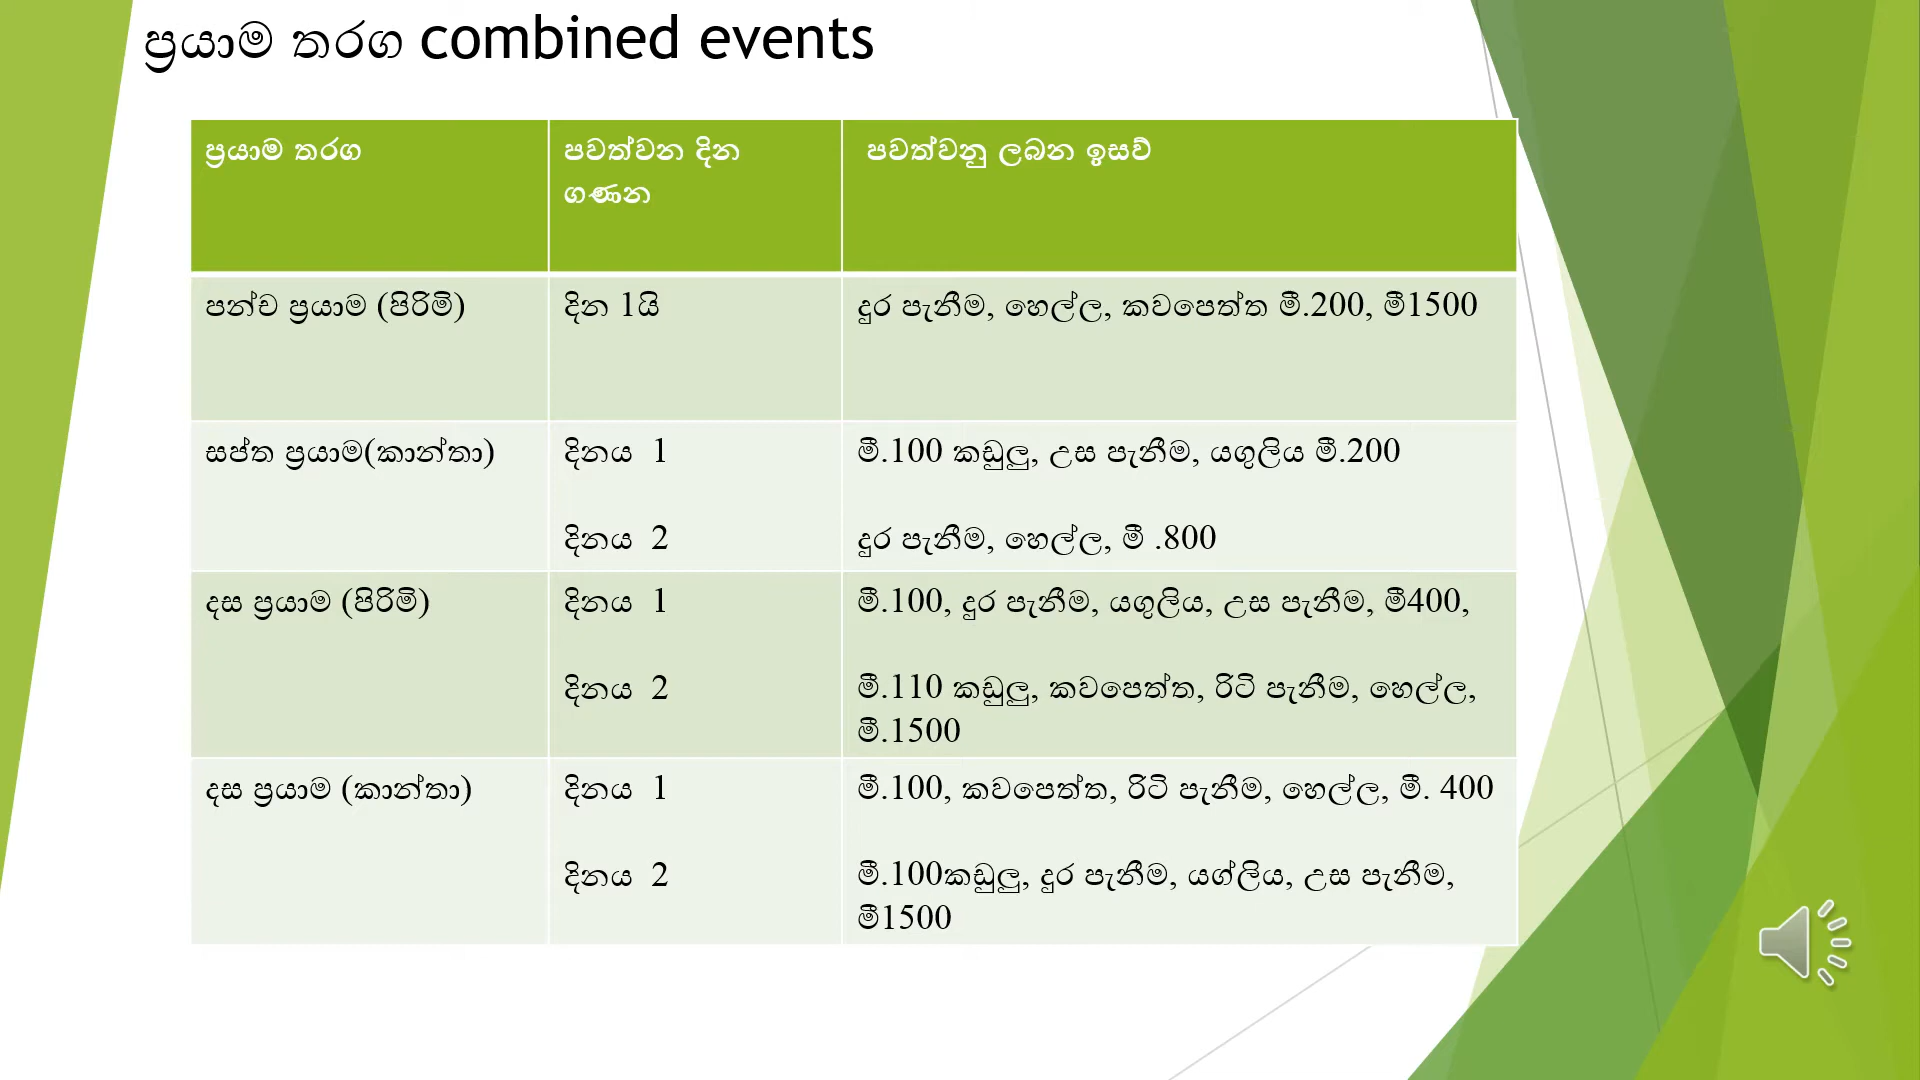 ප්‍රයාම තරග combined events
ප්‍රයාම තරග
පවත්වන දින
ගණන
පවත්වනු ලබන ඉසව්
පන්ච ප්‍රයාම (පිරිමි)
දින 1යි
දුර පැනීම, හෙල්ල, කවපෙත්ත මී.200, මී1500
සප්ත ප්‍රයාම(කාන්තා)
දිනය 1
මී.100 කඩුලු, උස පැනීම, යගුලිය මී.200
දිනය 2
දුර පැනීම, හෙල්ල, මී .800
දස ප්‍රයාම (පිරිමි)
දිනය 1
මී.100, දුර පැනීම, යගුලිය, උස පැනීම, මී400,
දිනය 2
මී.110 කඩුලු, කවපෙත්ත, රිටි පැනීම, හෙල්ල,
මී.1500
දස ප්‍රයාම (කාන්තා)
දිනය 1
මී.100, කවපෙත්ත, රිටි පැනීම, හෙල්ල, මී. 400
දිනය 2
මී.100කඩුලු, දුර පැනීම, යග්ලිය, උස පැනීම,
මී1500